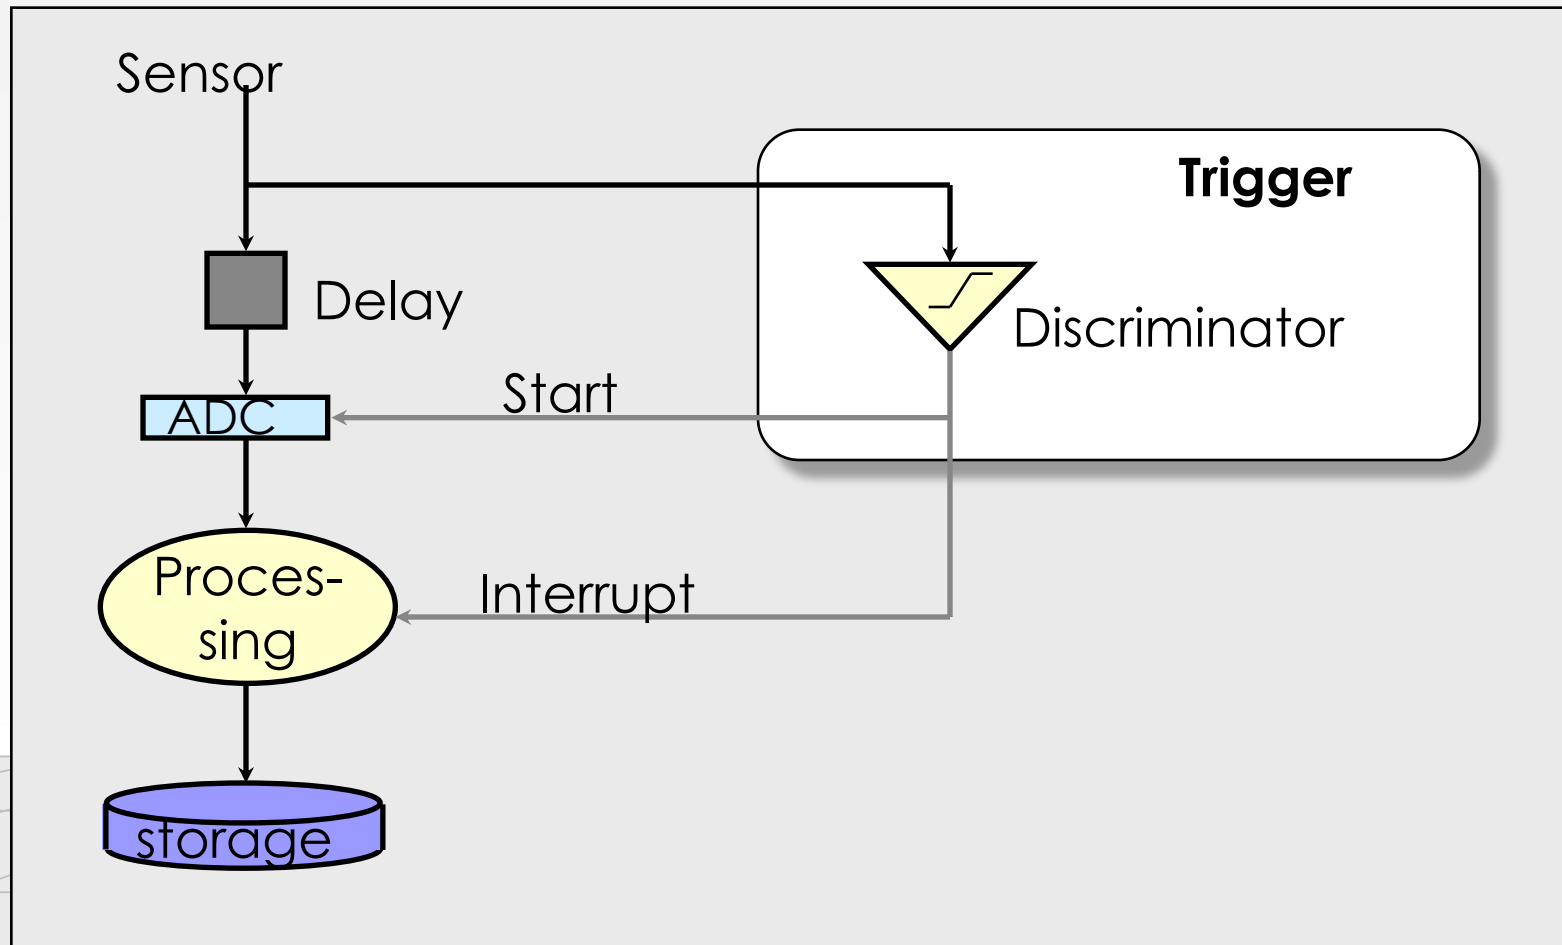 Sensor
Trigger
Delay
Discriminator
Start
ADC
Proces-
sing
Interrupt
storage